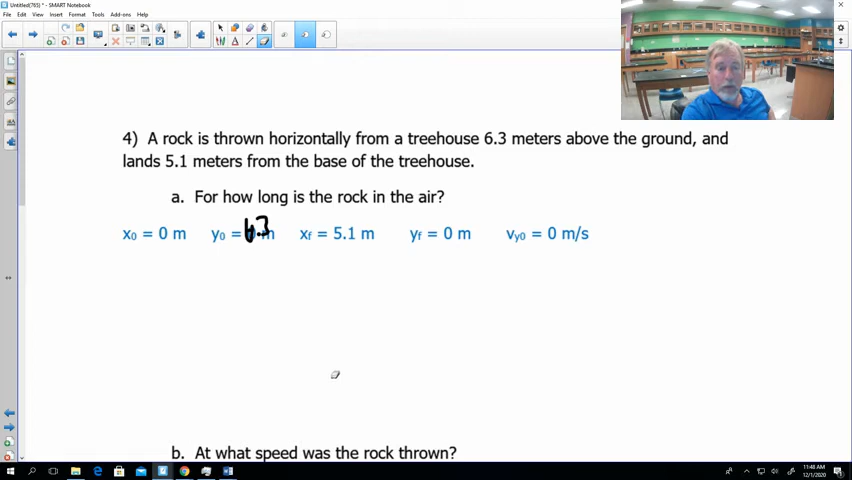 Untitled(765) * - SMART Notebook
File Edit View Insert Format Tools Add-ons Help
4) A rock is thrown horizontally from a treehouse 6.3 meters above the ground, and
lands 5.1 meters from the base of the treehouse.
a. For how long is the rock in the air?
x0 = 0 m y0 = 6.3 m xf = 5.1 m yf = 0 m vy0 = 0 m/s
b. At what speed was the rock thrown?
11:48 AM
12/1/2020